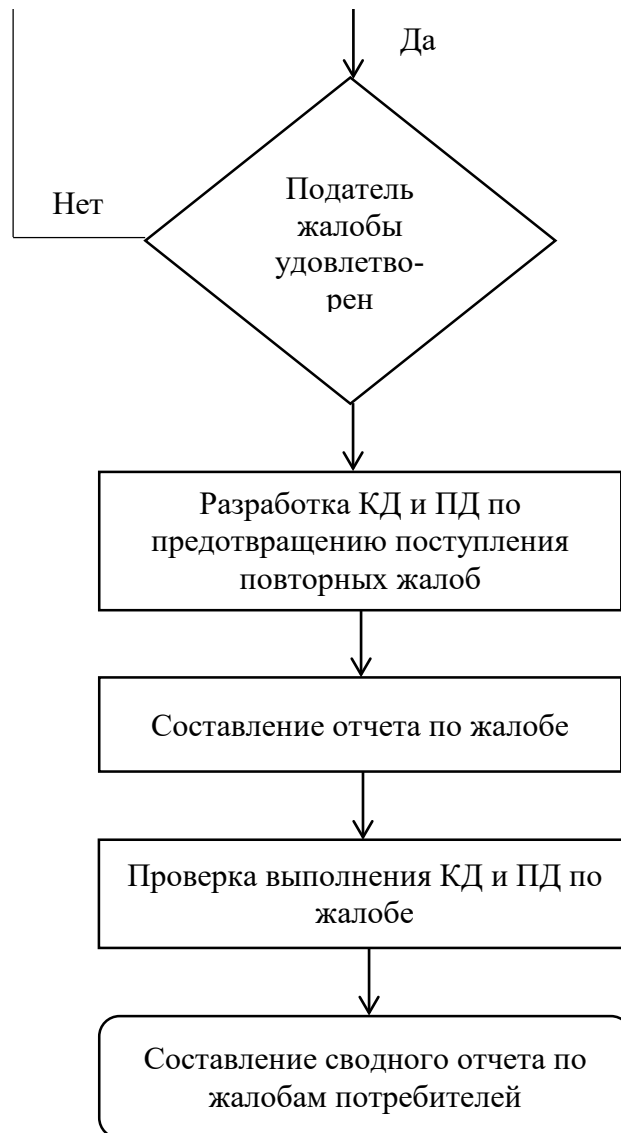 Да
Нет
Податель
жалобы
удовлетво-
рен
Разработка КД и ПД по
предотвращению поступления
повторных жалоб
Составление отчета по жалобе
Проверка выполнения КД и ПД по
жалобе
Составление сводного отчета по
жалобам потребителей